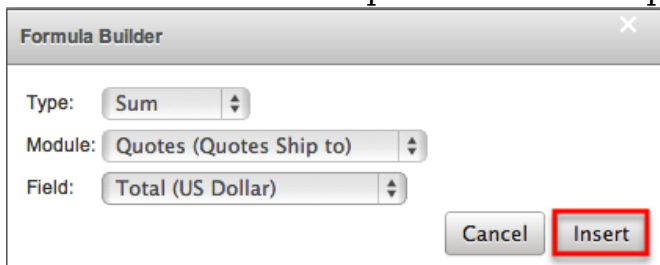 Formula Builder
Type: Sum
Module: Quotes (Quotes Ship to)
Field: Total (US Dollar)
Cancel Insert